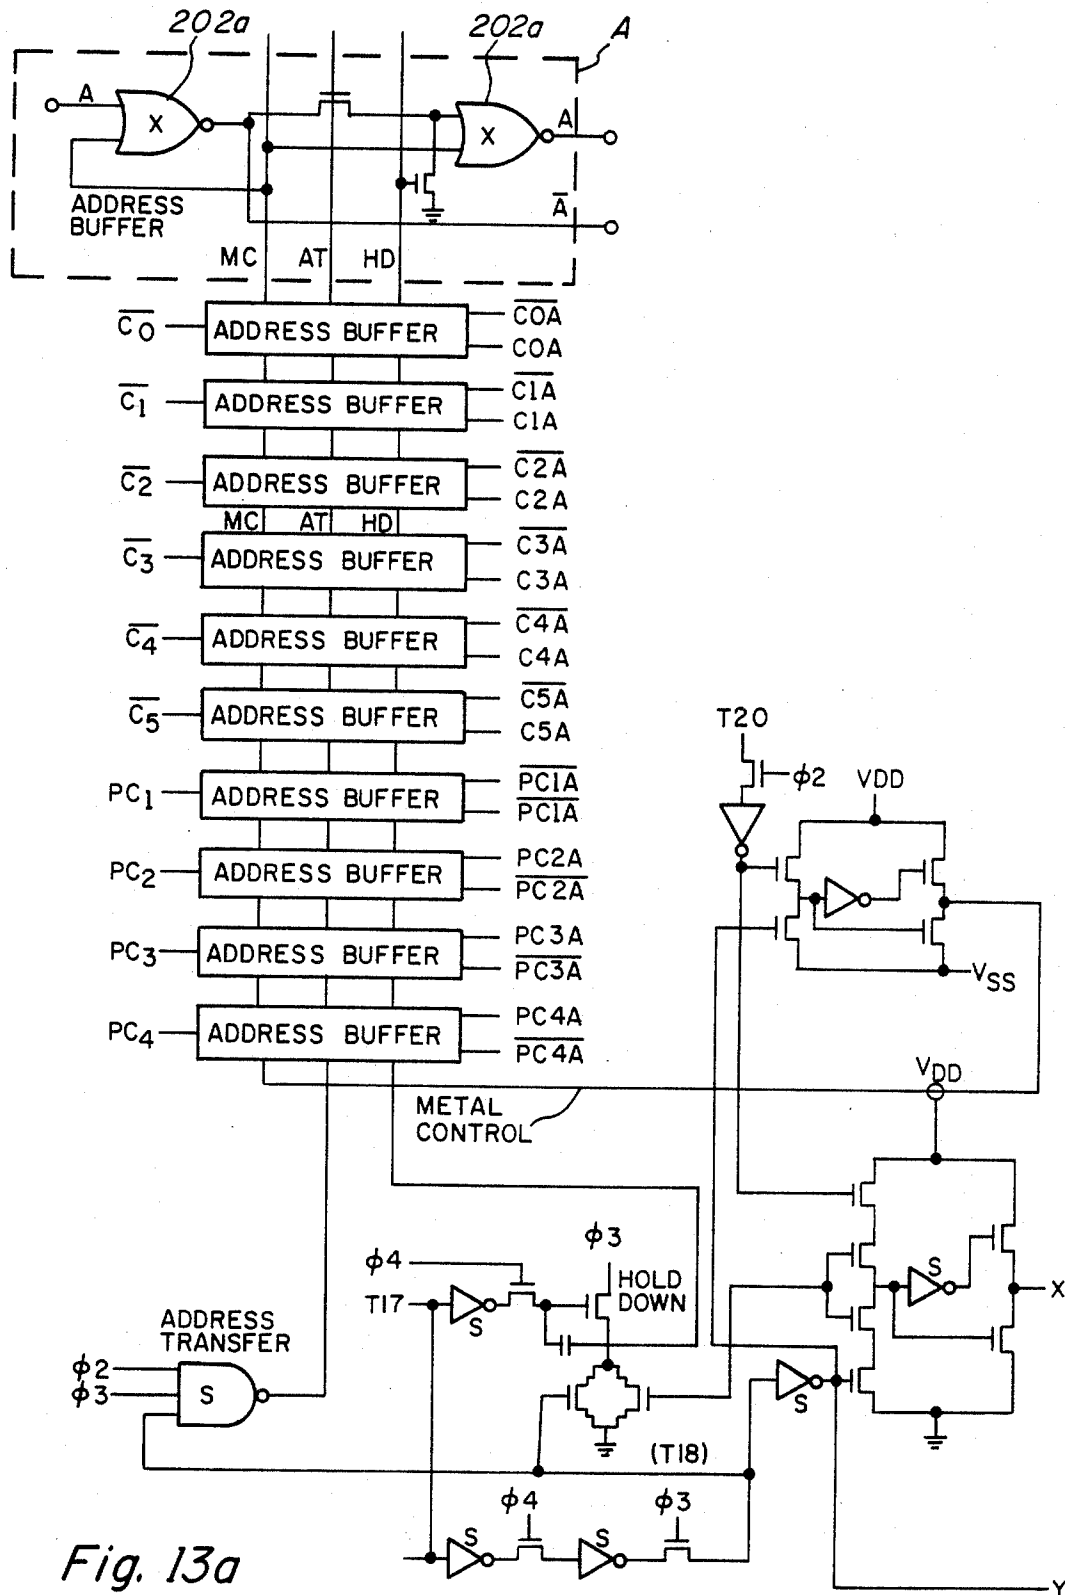 202a 202a A
A X X A
ADDRESS
BUFFER
A̅
MC AT HD
C̅0̅ ADDRESS BUFFER C̅0̅A̅
C0A
C̅1̅ ADDRESS BUFFER C̅1̅A̅
C1A
C̅2̅ ADDRESS BUFFER C̅2̅A̅
C2A
MC AT HD
C̅3̅ ADDRESS BUFFER C̅3̅A̅
C3A
C̅4̅ ADDRESS BUFFER C̅4̅A̅
C4A
C̅5̅ ADDRESS BUFFER C̅5̅A̅
C5A
PC1 ADDRESS BUFFER P̅C̅1̅A̅
P̅C̅1̅A̅
PC2 ADDRESS BUFFER PC2A
P̅C̅2̅A̅
PC3 ADDRESS BUFFER PC3A
P̅C̅3̅A̅
PC4 ADDRESS BUFFER PC4A
P̅C̅4̅A̅
T20
ϕ2
VDD
VSS
METAL
CONTROL
VDD
S
X
ϕ4
T17
S
ϕ3
HOLD
DOWN
ADDRESS
TRANSFER
ϕ2
ϕ3
S
S
(T18)
ϕ4
ϕ3
S
S
Y
Fig. 13a